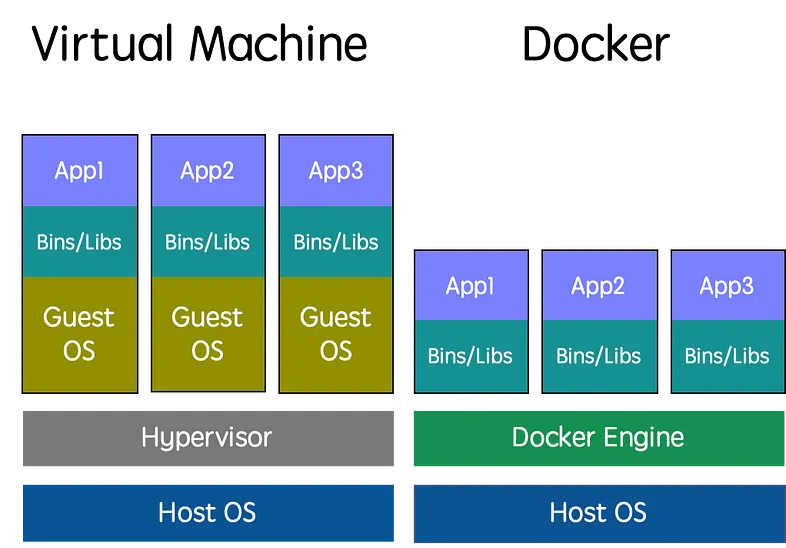 Virtual Machine
Docker
App1
App2
App3
Bins/Libs
Bins/Libs
Bins/Libs
Guest
OS
Guest
OS
Guest
OS
Hypervisor
Host OS
App1
App2
App3
Bins/Libs
Bins/Libs
Bins/Libs
Docker Engine
Host OS